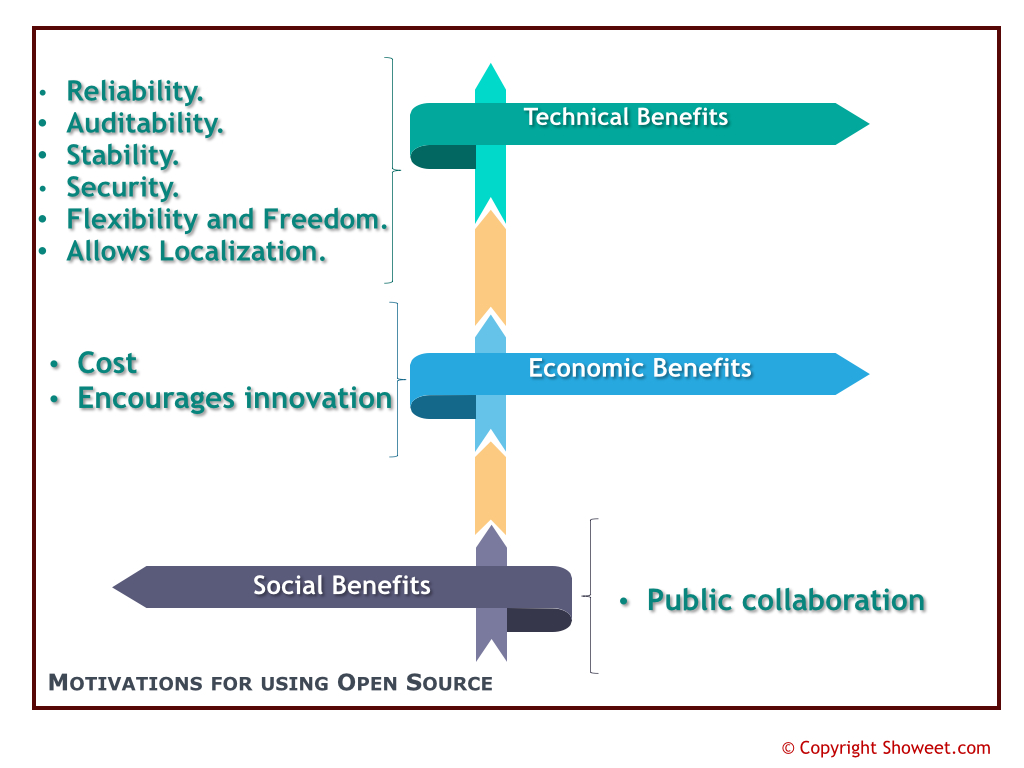 • Reliability.
• Auditability.
• Stability.
• Security.
• Flexibility and Freedom.
• Allows Localization.
Technical Benefits
• Cost
• Encourages innovation
Economic Benefits
Social Benefits
• Public collaboration
Motivations for using Open Source
© Copyright Showeet.com